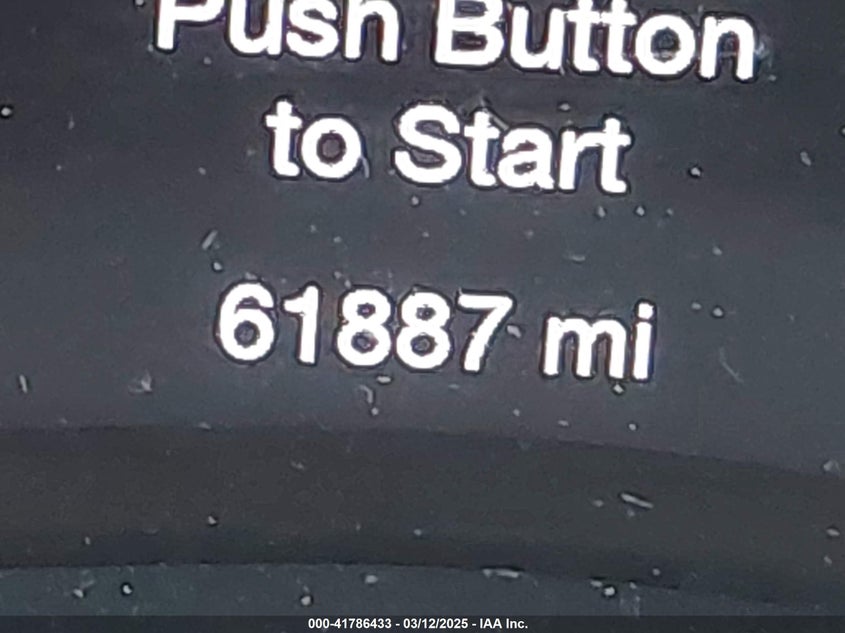 Push Button
to Start
61887 mi
000-41786433 - 03/12/2025 - IAA Inc.